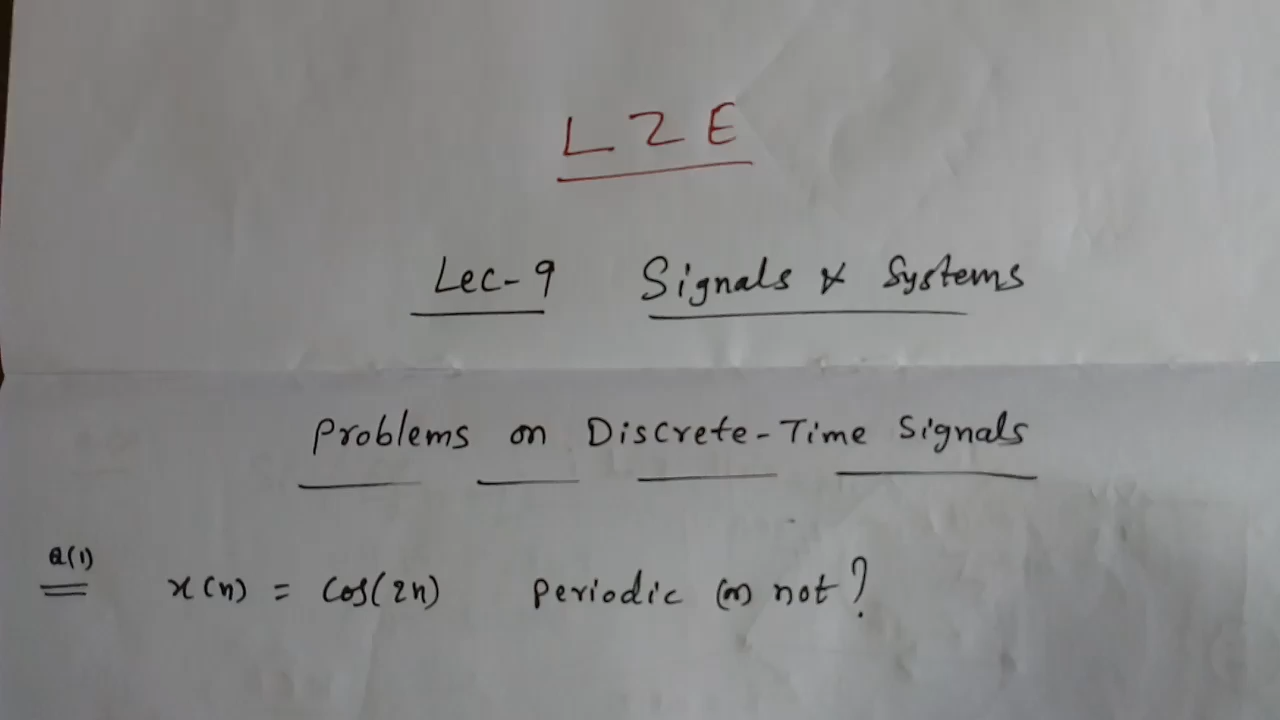 LZE
Lec-9 Signals & Systems
Problems on Discrete-Time Signals
Q(1) x(n) = Cos(2n) Periodic (or) not?